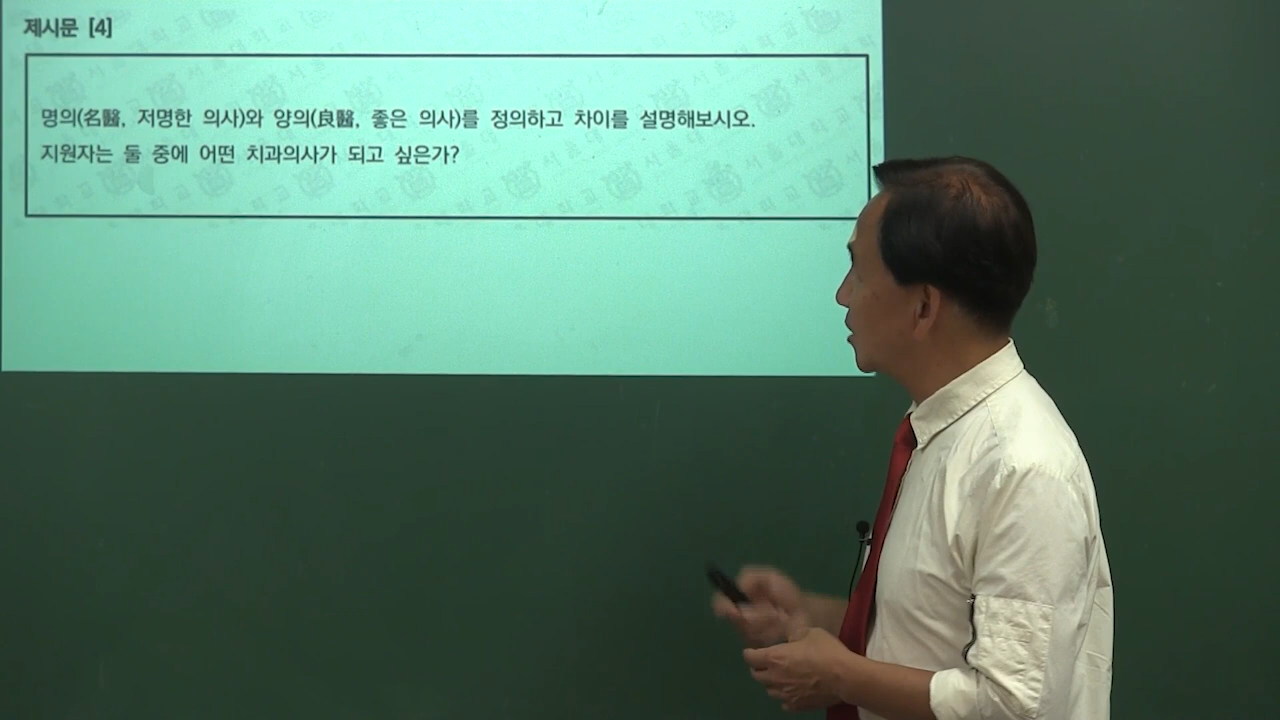 제시문 [4]
명의(名醫, 저명한 의사)와 양의(良醫, 좋은 의사)를 정의하고 차이를 설명해보시오.
지원자는 둘 중에 어떤 치과의사가 되고 싶은가?